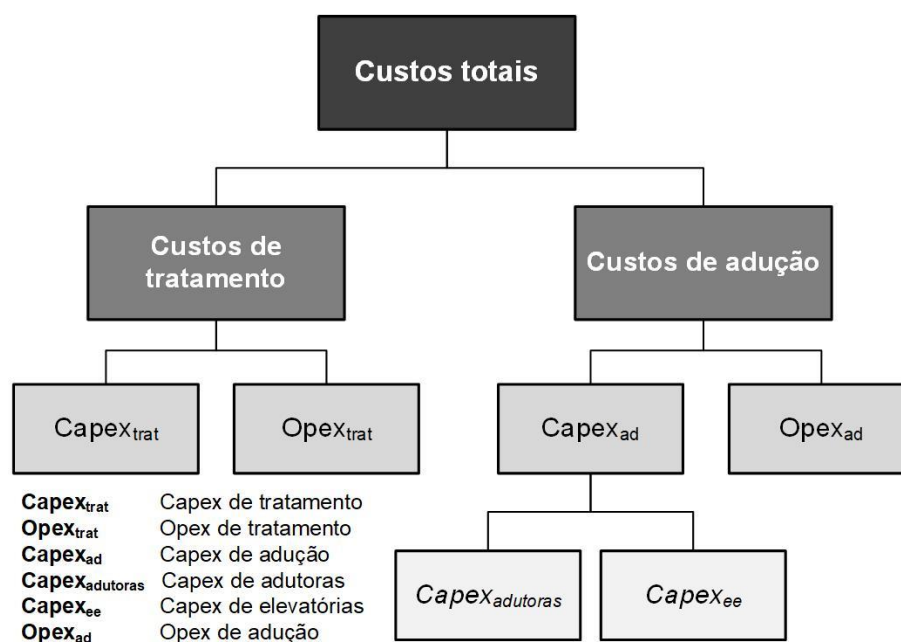 Custos totais
Custos de
tratamento
Custos de adução
Capextrat
Opextrat
Capexad
Opexad
Capextrat Capex de tratamento
Opextrat Opex de tratamento
Capexad Capex de adução
Capexadutoras Capex de adutoras
Capexee Capex de elevatórias
Opexad Opex de adução
Capexadutoras
Capexee